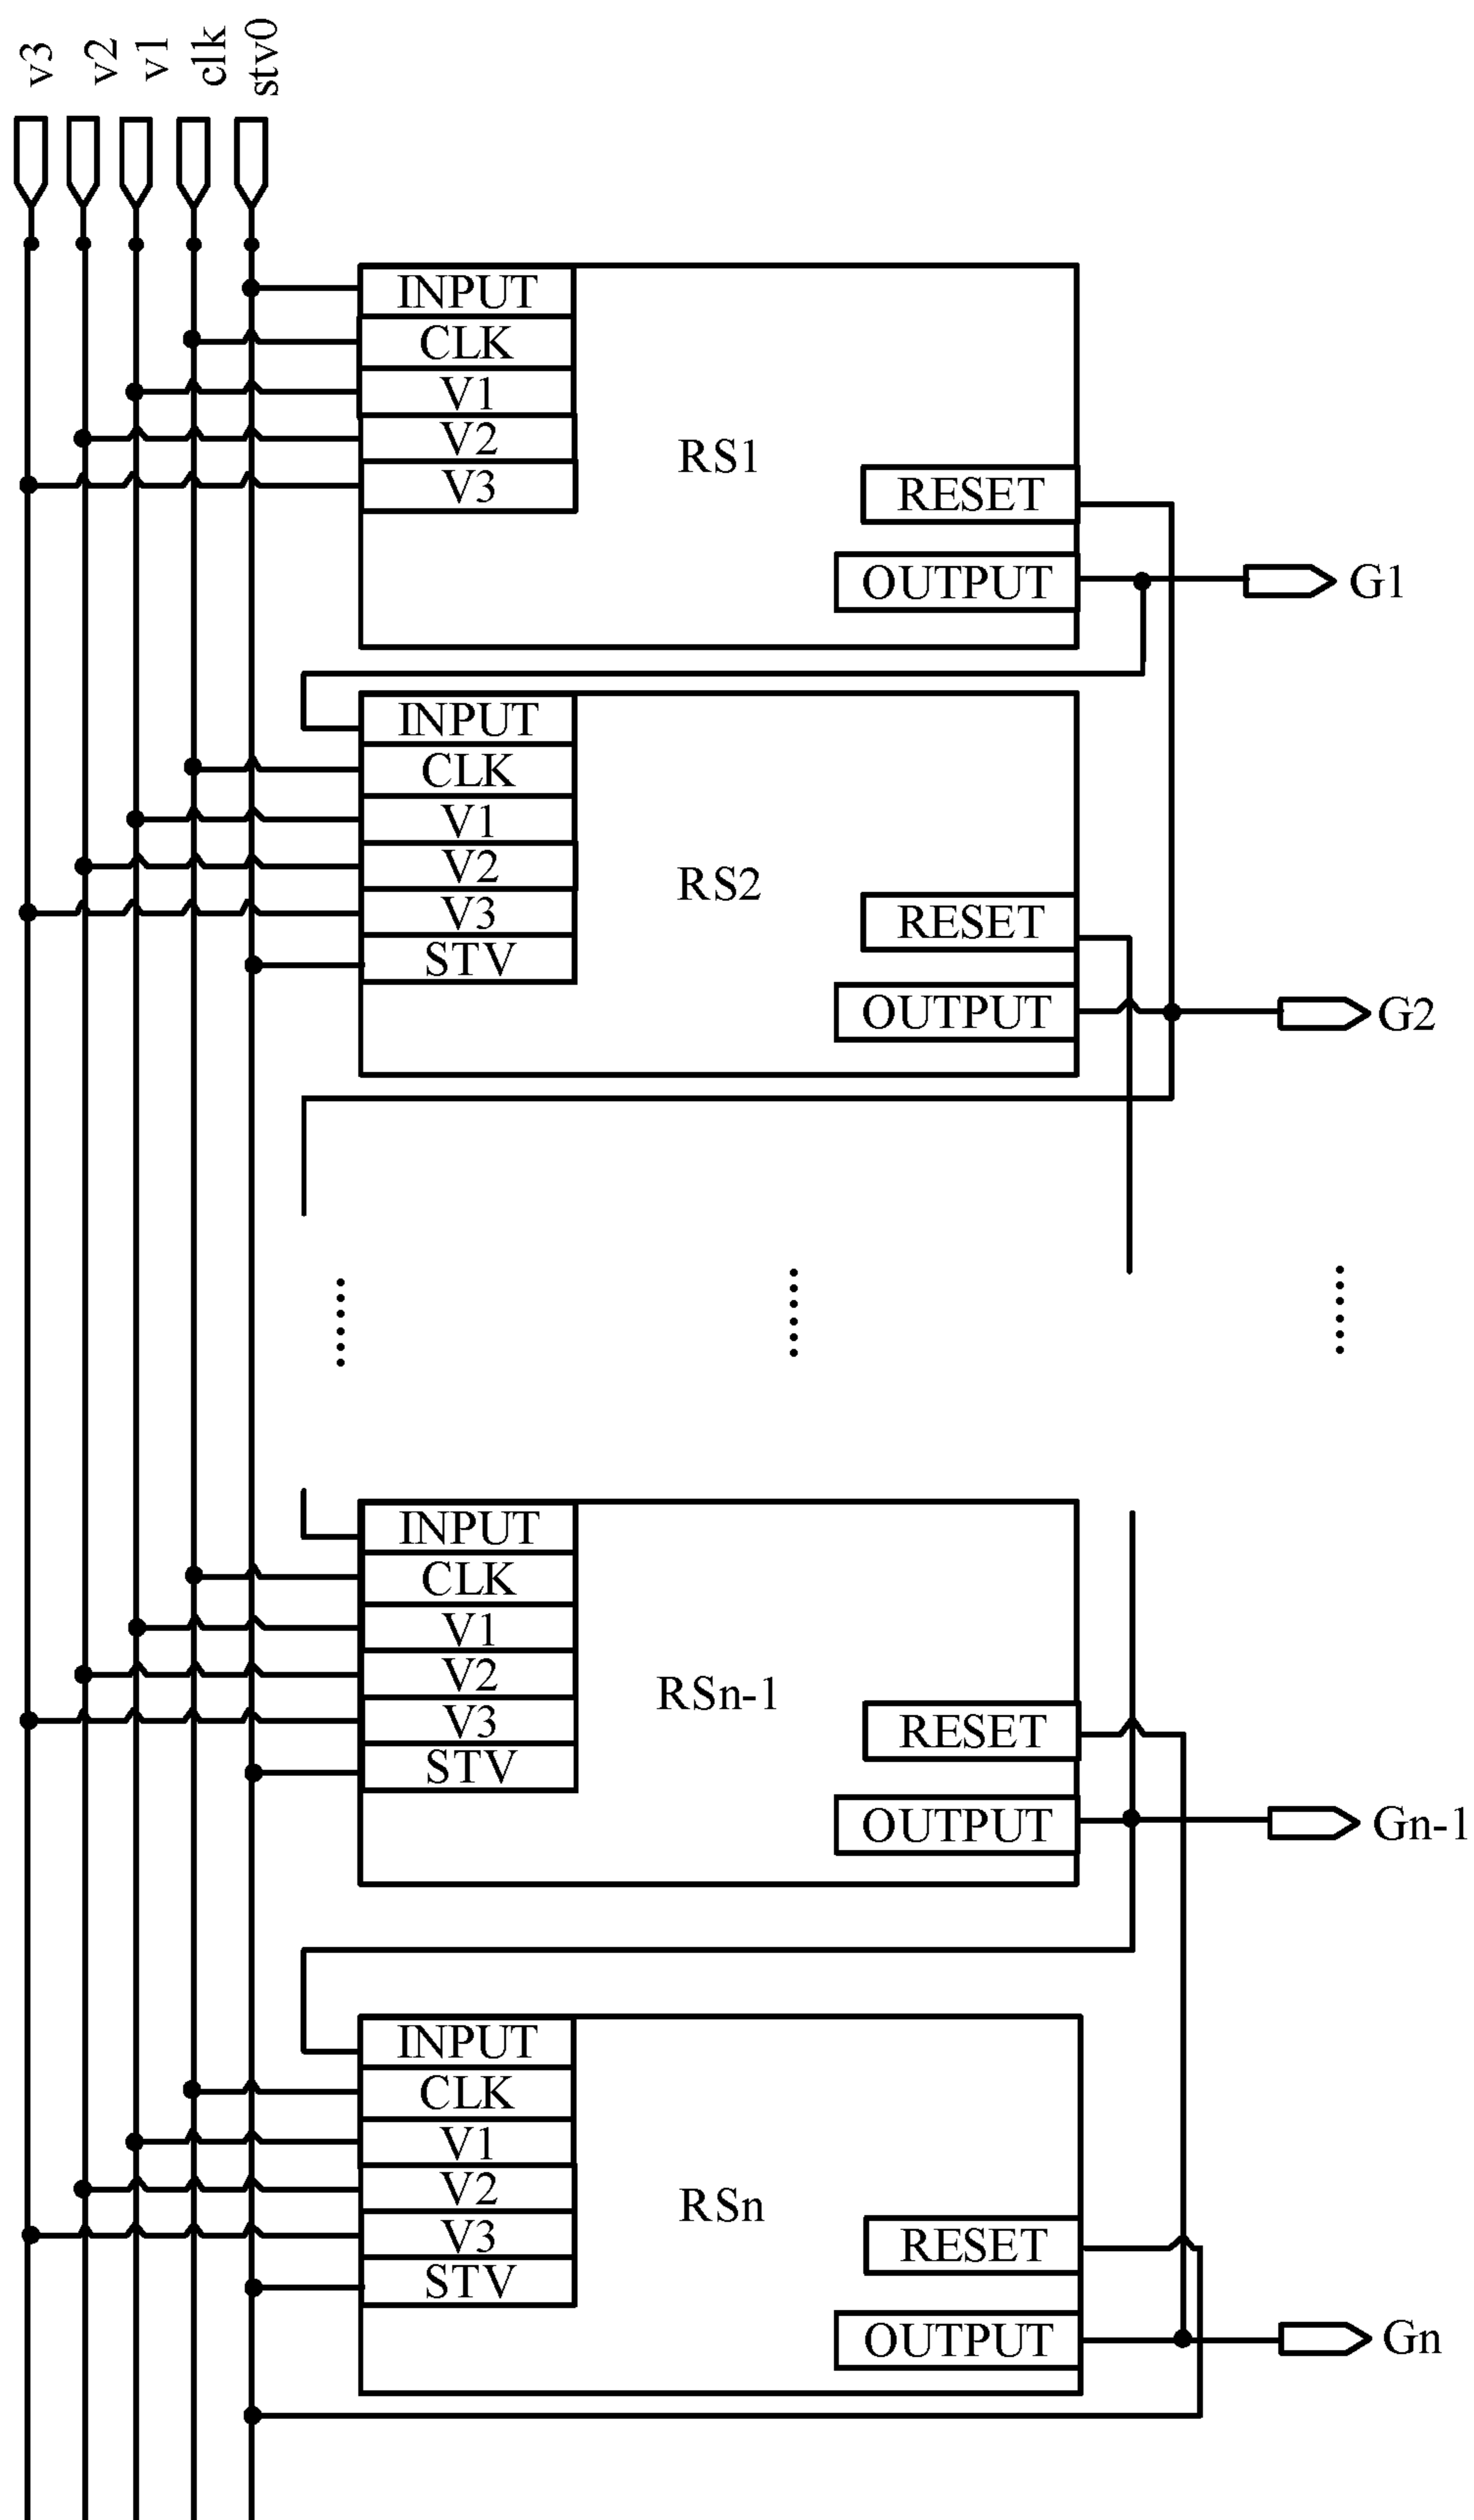 v3
v2
v1
clk
stv0
INPUT
CLK
V1
V2
V3
RS1
RESET
OUTPUT
G1
INPUT
CLK
V1
V2
V3
STV
RS2
RESET
OUTPUT
G2
INPUT
CLK
V1
V2
V3
STV
RSn-1
RESET
OUTPUT
Gn-1
INPUT
CLK
V1
V2
V3
STV
RSn
RESET
OUTPUT
Gn